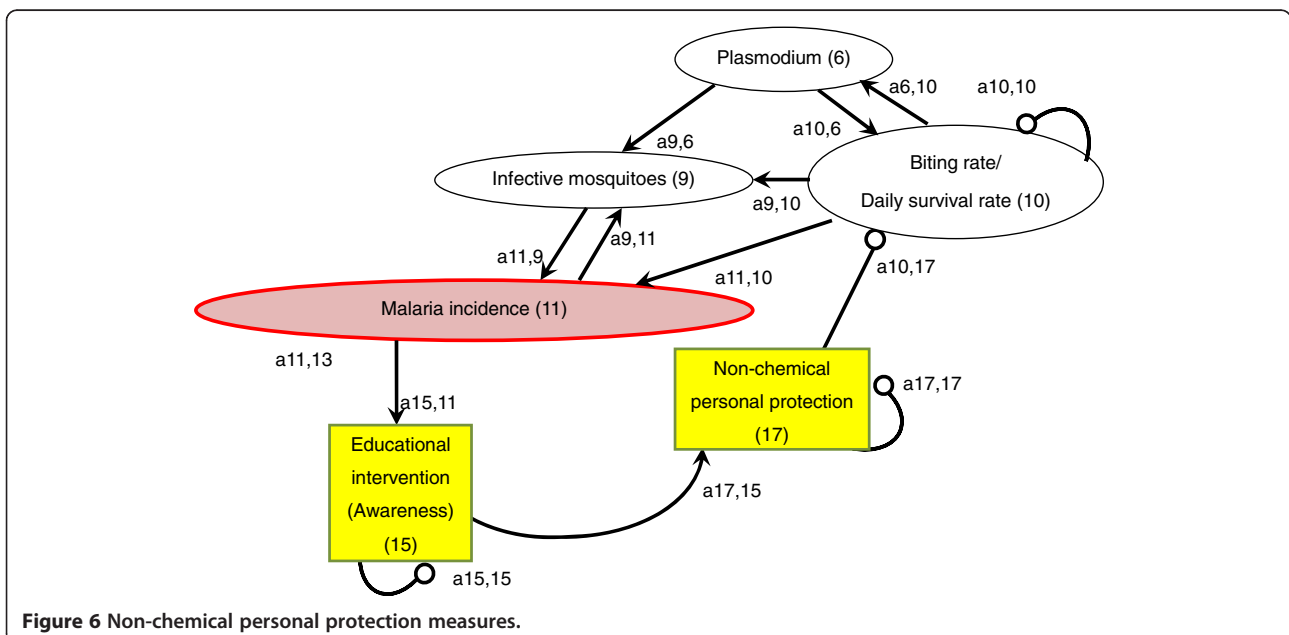 Plasmodium (6)
a6,10
a10,10
a10,6
a9,6
Biting rate/
Daily survival rate (10)
Infective mosquitoes (9)
a9,10
a9,11
a11,9
a11,10
a10,17
Malaria incidence (11)
a11,13
a15,11
Non-chemical
personal protection
(17)
a17,17
Educational
intervention
(Awareness)
(15)
a17,15
a15,15
Figure 6 Non-chemical personal protection measures.